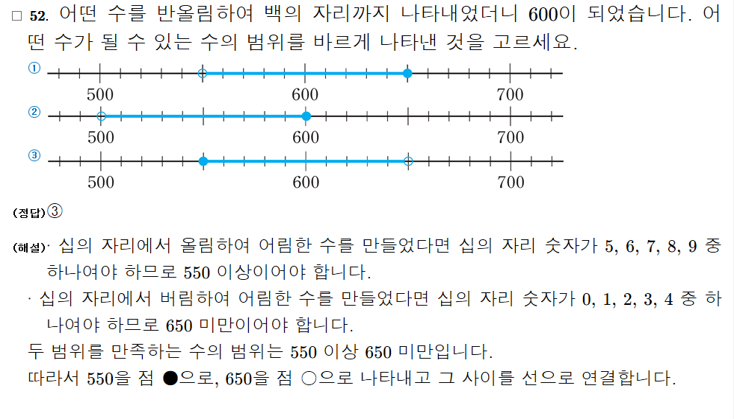 □ 52. 어떤 수를 반올림하여 백의 자리까지 나타내었더니 600이 되었습니다. 어
떤 수가 될 수 있는 수의 범위를 바르게 나타낸 것을 고르세요.
①
500 600 700
②
500 600 700
③
500 600 700
(정답)③
(해설)· 십의 자리에서 올림하여 어림한 수를 만들었다면 십의 자리 숫자가 5, 6, 7, 8, 9 중
하나여야 하므로 550 이상이어야 합니다.
· 십의 자리에서 버림하여 어림한 수를 만들었다면 십의 자리 숫자가 0, 1, 2, 3, 4 중 하
나여야 하므로 650 미만이어야 합니다.
두 범위를 만족하는 수의 범위는 550 이상 650 미만입니다.
따라서 550을 점 ●으로, 650을 점 ○으로 나타내고 그 사이를 선으로 연결합니다.